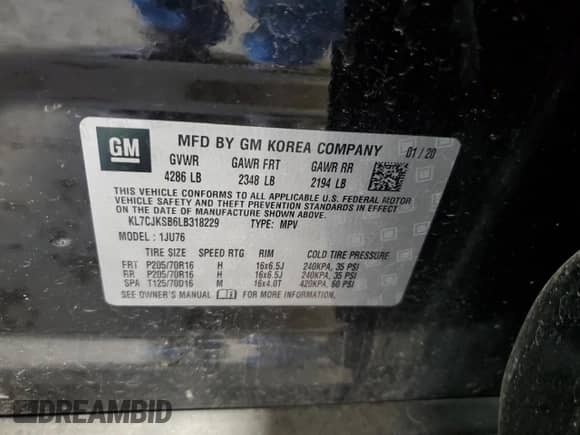 GM
MFD BY GM KOREA COMPANY 01 / 20
GVWR GAWR FRT GAWR RR
4286 LB 2348 LB 2194 LB
THIS VEHICLE CONFORMS TO ALL APPLICABLE U.S. FEDERAL MOTOR
VEHICLE SAFETY AND THEFT PREVENTION STANDARDS IN EFFECT
ON THE DATE OF MANUFACTURE SHOWN ABOVE.
KL7CJKSB6LB318229 TYPE: MPV
MODEL : 1JU76
TIRE SIZE SPEED RTG RIM COLD TIRE PRESSURE
FRT P205/70R16 H 16x6.5J 240KPA, 35 PSI
RR P205/70R16 H 16x6.5J 240KPA, 35 PSI
SPA T125/70D16 M 16x4.0T 420KPA, 60 PSI
SEE OWNER'S MANUAL FOR MORE INFORMATION.
DREAMBID